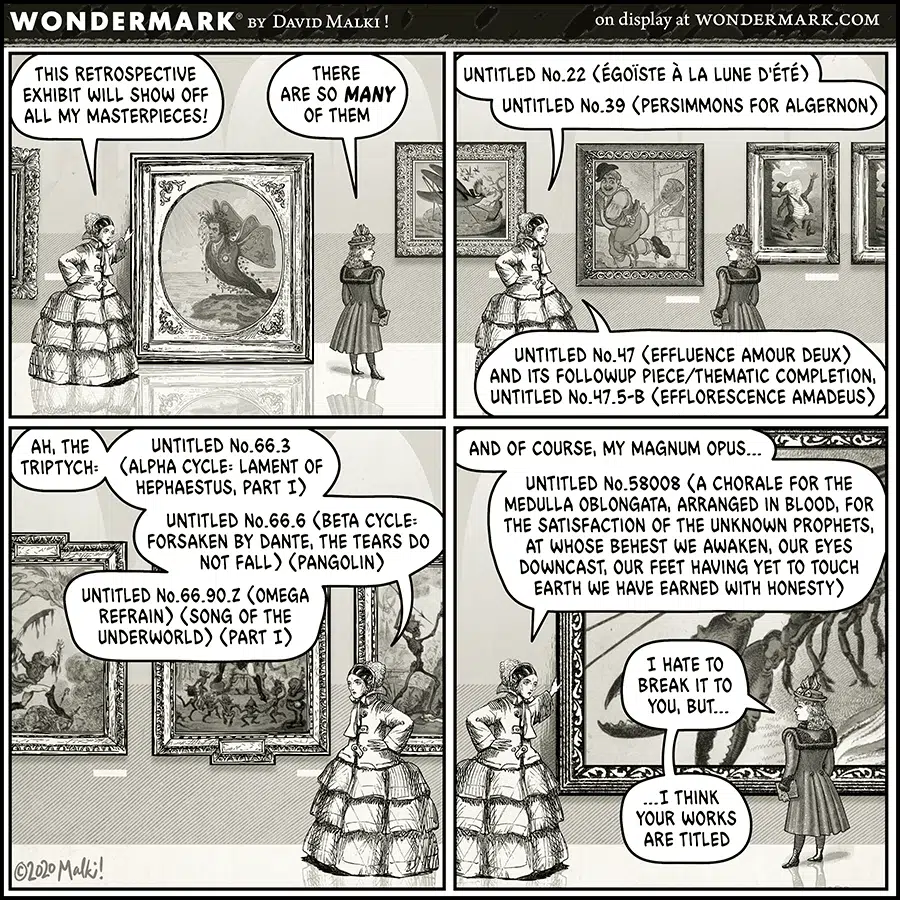 WONDERMARK® BY DAVID MALKI !
on display at WONDERMARK.COM
THIS RETROSPECTIVE
EXHIBIT WILL SHOW OFF
ALL MY MASTERPIECES!
THERE
ARE SO MANY
OF THEM
UNTITLED No.22 (ÉGOÏSTE À LA LUNE D'ÉTÉ)
UNTITLED No.39 (PERSIMMONS FOR ALGERNON)
UNTITLED No.47 (EFFLUENCE AMOUR DEUX)
AND ITS FOLLOWUP PIECE/THEMATIC COMPLETION,
UNTITLED No.47.5-B (EFFLORESCENCE AMADEUS)
AH, THE
TRIPTYCH:
UNTITLED No.66.3
(ALPHA CYCLE: LAMENT OF
HEPHAESTUS, PART I)
UNTITLED No.66.6 (BETA CYCLE:
FORSAKEN BY DANTE, THE TEARS DO
NOT FALL) (PANGOLIN)
UNTITLED No.66.90.Z (OMEGA
REFRAIN) (SONG OF THE
UNDERWORLD) (PART I)
©2020 Malki!
AND OF COURSE, MY MAGNUM OPUS...
UNTITLED No.58008 (A CHORALE FOR THE
MEDULLA OBLONGATA, ARRANGED IN BLOOD, FOR
THE SATISFACTION OF THE UNKNOWN PROPHETS,
AT WHOSE BEHEST WE AWAKEN, OUR EYES
DOWNCAST, OUR FEET HAVING YET TO TOUCH
EARTH WE HAVE EARNED WITH HONESTY)
I HATE TO
BREAK IT TO
YOU, BUT...
...I THINK
YOUR WORKS
ARE TITLED